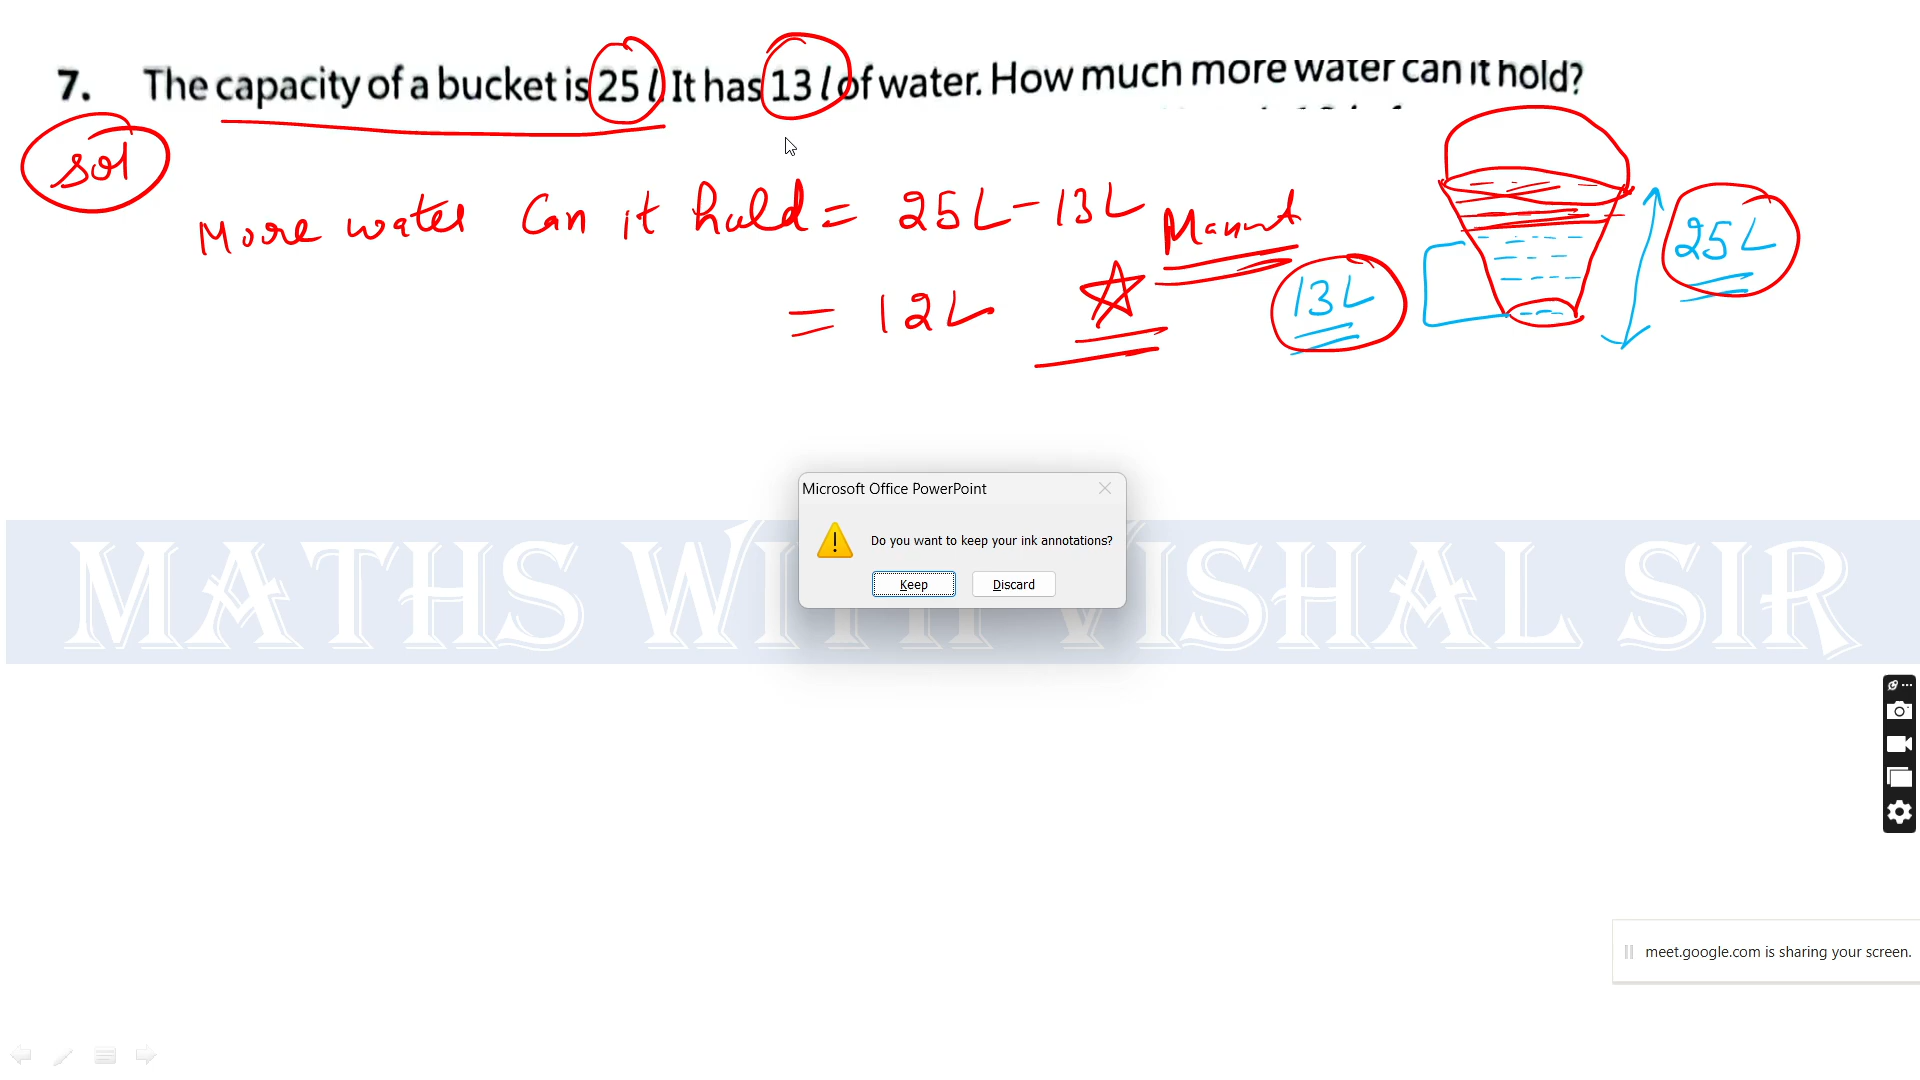 7. The capacity of a bucket is 25 l. It has 13 l of water. How much more water can it hold?
Sol
More water Can it hold = 25L - 13L
= 12L
13L
25L
Microsoft Office PowerPoint
Do you want to keep your ink annotations?
Keep Discard
MATHS WITH VISHAL SIR
meet.google.com is sharing your screen.